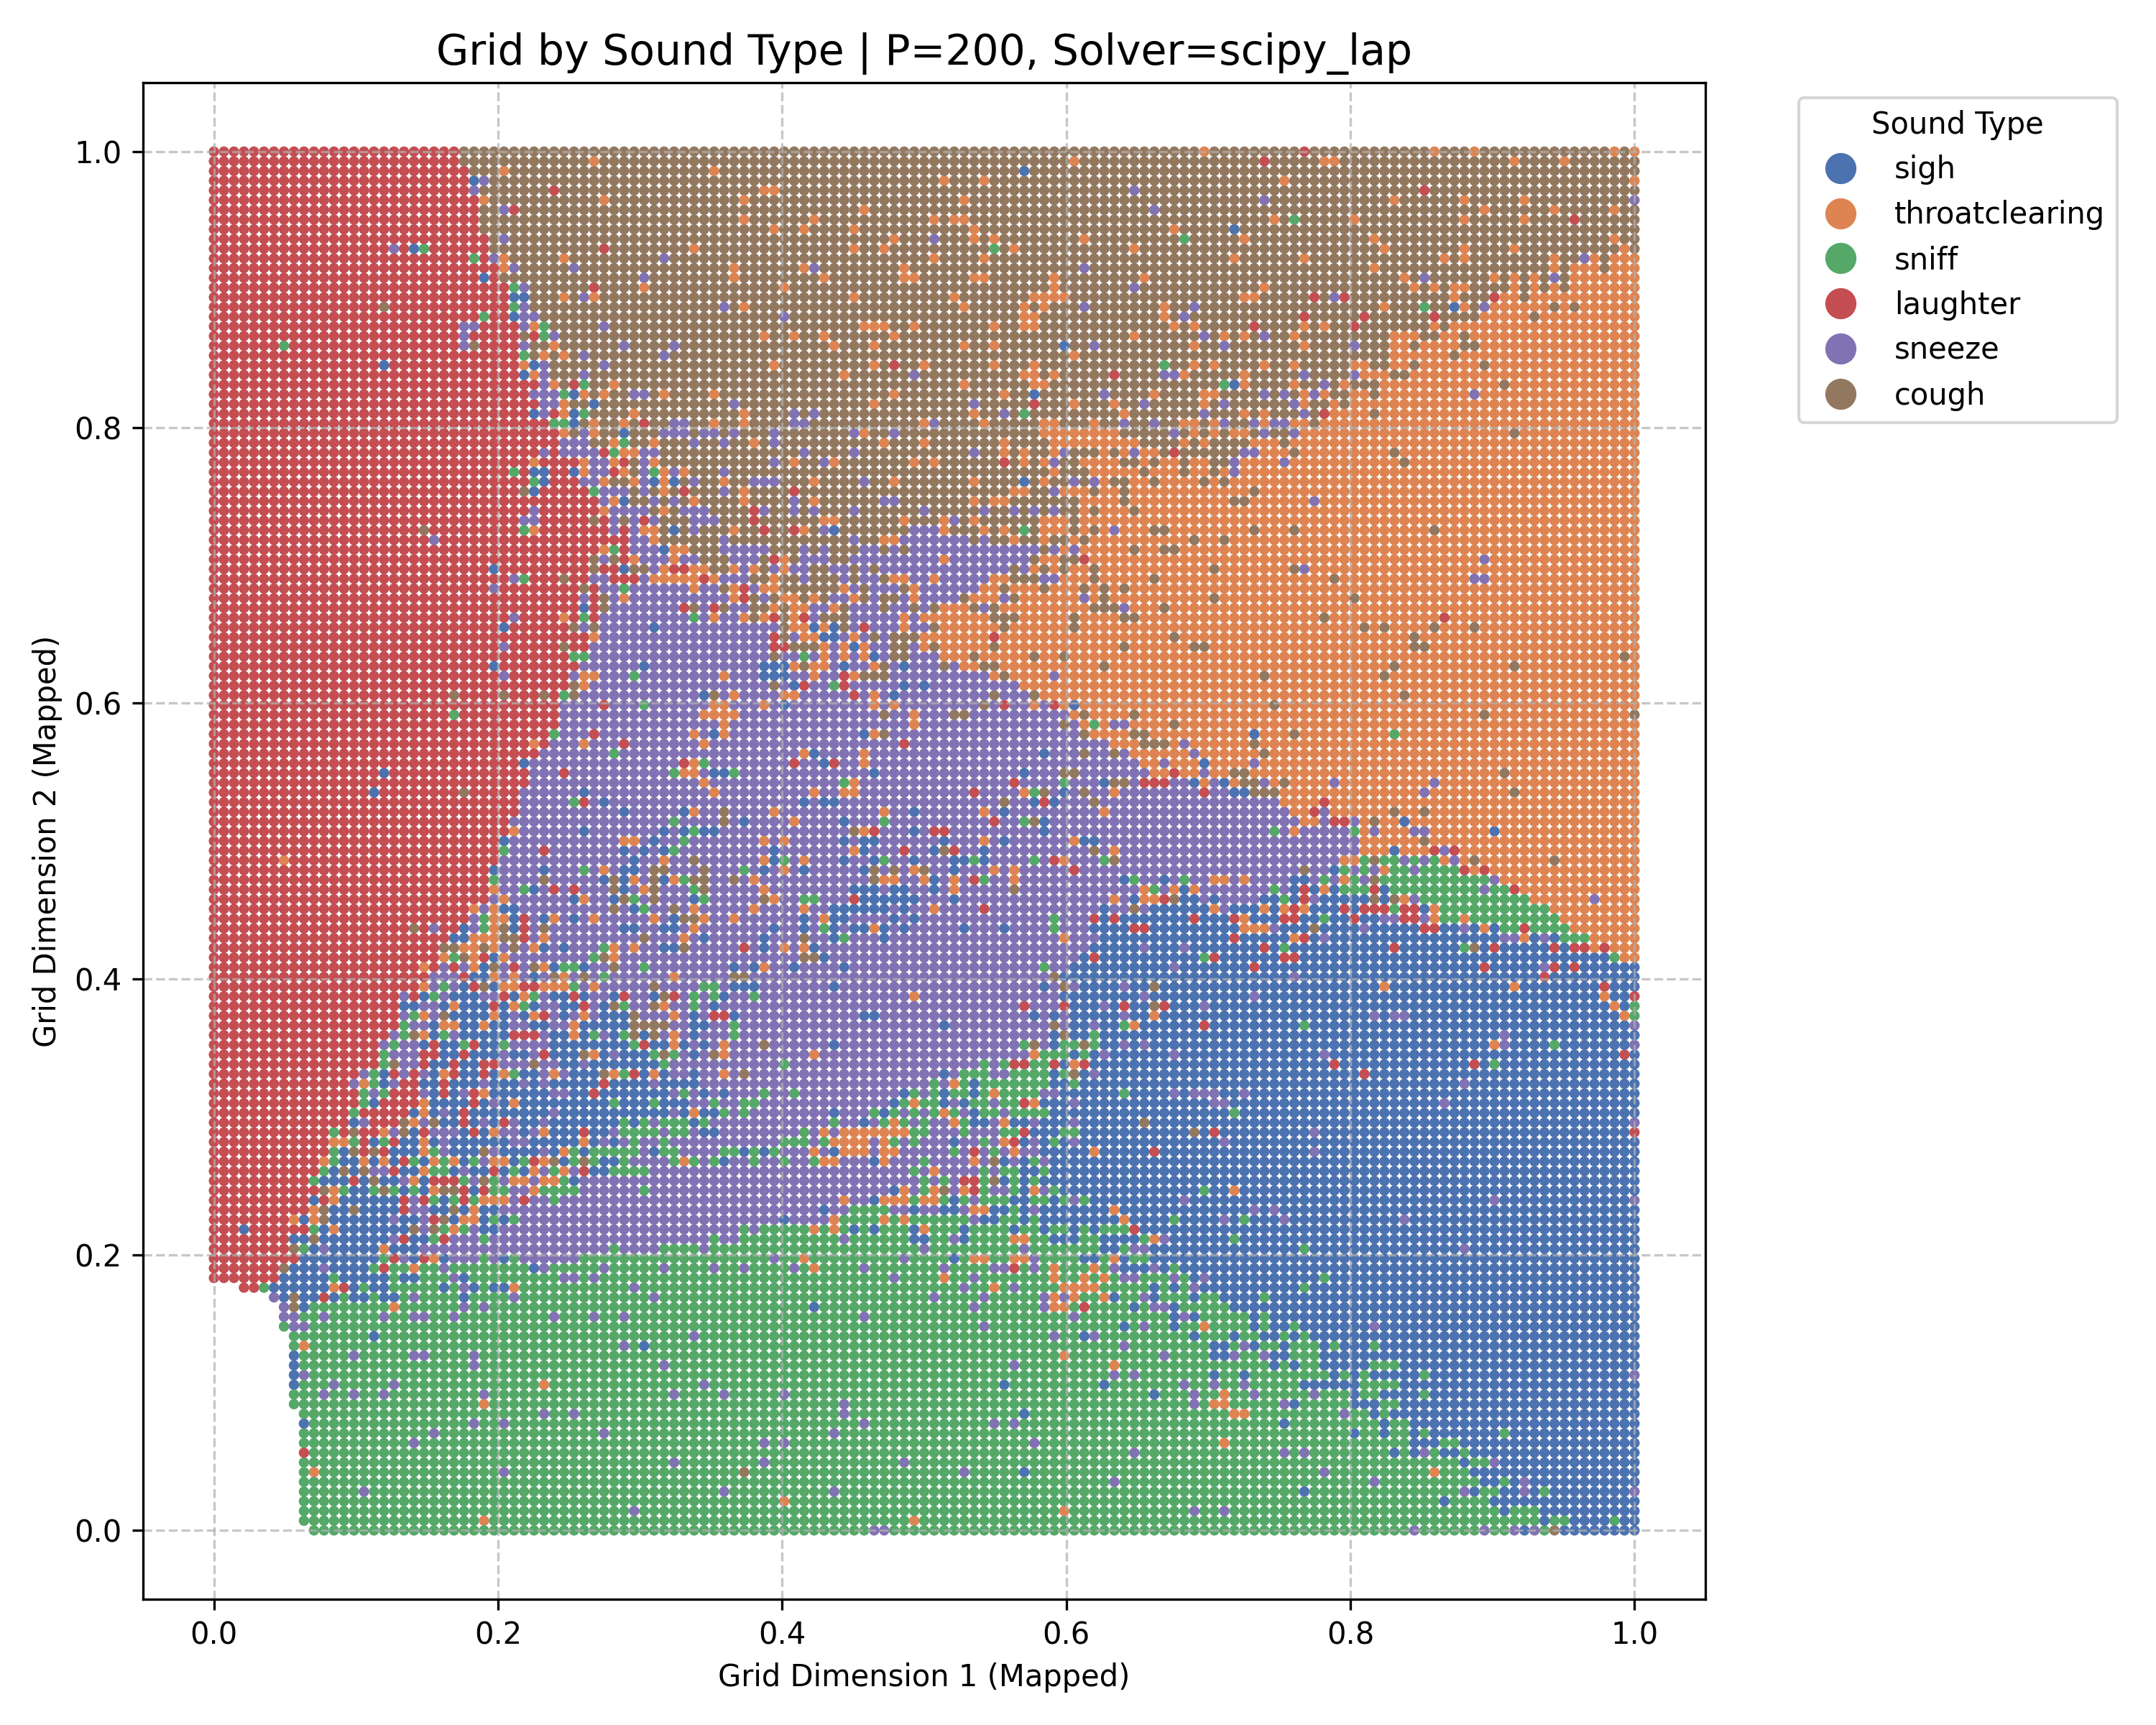 Grid by Sound Type | P=200, Solver=scipy_lap
Sound Type
sigh
throatclearing
sniff
laughter
sneeze
cough
Grid Dimension 2 (Mapped)
1.0
0.8
0.6
0.4
0.2
0.0
0.0 0.2 0.4 0.6 0.8 1.0
Grid Dimension 1 (Mapped)